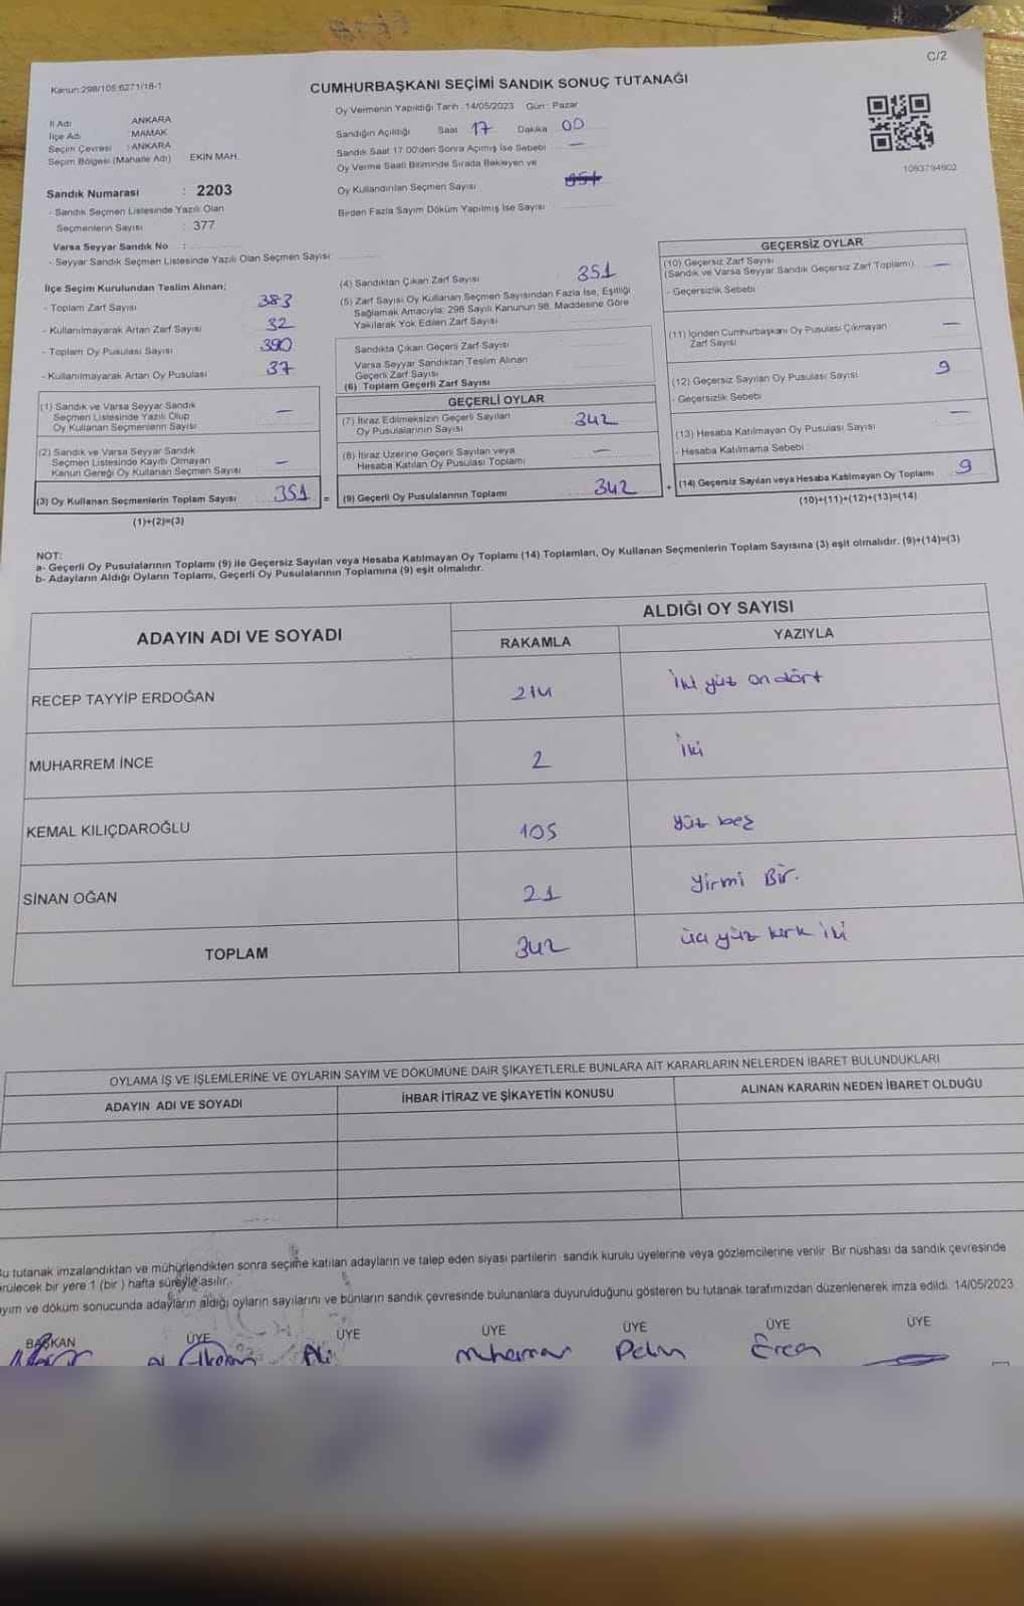 C/2
Kanun:298/105:6271/18-1
CUMHURBAŞKANI SEÇİMİ SANDIK SONUÇ TUTANAĞI
İl Adı : ANKARA
İlçe Adı : MAMAK
Seçim Çevresi : ANKARA
Seçim Bölgesi (Mahalle Adı) EKİN MAH.
Sandık Numarası : 2203
- Sandık Seçmen Listesinde Yazılı Olan
Seçmenlerin Sayısı : 377
Varsa Seyyar Sandık No :
- Seyyar Sandık Seçmen Listesinde Yazılı Olan Seçmen Sayısı
Oy Vermenin Yapıldığı Tarih : 14/05/2023 Gün : Pazar
Sandığın Açıldığı Saat 17 Dakika 00
Sandık Saat 17.00'den Sonra Açımış İse Sebebi —
Oy Verme Saati Bitiminde Sırada Bekleyen ve
Oy Kullandırılan Seçmen Sayısı
Birden Fazla Sayım Döküm Yapılmış İse Sayısı
1093794802
İlçe Seçim Kurulundan Teslim Alınan;
- Toplam Zarf Sayısı 383
- Kullanılmayarak Artan Zarf Sayısı 32
- Toplam Oy Pusulası Sayısı 390
- Kullanılmayarak Artan Oy Pusulası 37
(1) Sandık ve Varsa Seyyar Sandık
Seçmen Listesinde Yazılı Olup
Oy Kullanan Seçmenlerin Sayısı —
(2) Sandık ve Varsa Seyyar Sandık
Seçmen Listesinde Kayıtlı Olmayan
Kanun Gereği Oy Kullanan Seçmen Sayısı —
(3) Oy Kullanan Seçmenlerin Toplam Sayısı 351 =
(1)+(2)=(3)
(4) Sandıktan Çıkan Zarf Sayısı 351
(5) Zarf Sayısı Oy Kullanan Seçmen Sayısından Fazla İse, Eşitliği
Sağlamak Amacıyla; 298 Sayılı Kanunun 98. Maddesine Göre
Yakılarak Yok Edilen Zarf Sayısı
Sandıkta Çıkan Geçerli Zarf Sayısı
Varsa Seyyar Sandıktan Teslim Alınan
Geçerli Zarf Sayısı
(6) Toplam Geçerli Zarf Sayısı
GEÇERLİ OYLAR
(7) İtiraz Edilmeksizin Geçerli Sayılan
Oy Pusulalarının Sayısı 342
(8) İtiraz Üzerine Geçerli Sayılan veya
Hesaba Katılan Oy Pusulası Toplamı —
(9) Geçerli Oy Pusulalarının Toplamı 342 +
GEÇERSİZ OYLAR
(10) Geçersiz Zarf Sayısı
(Sandık ve Varsa Seyyar Sandık Geçersiz Zarf Toplamı) —
- Geçersizlik Sebebi
(11) İçinden Cumhurbaşkanı Oy Pusulası Çıkmayan
Zarf Sayısı —
(12) Geçersiz Sayılan Oy Pusulası Sayısı 9
- Geçersizlik Sebebi
(13) Hesaba Katılmayan Oy Pusulası Sayısı —
- Hesaba Katılmama Sebebi
(14) Geçersiz Sayılan veya Hesaba Katılmayan Oy Toplamı 9
(10)+(11)+(12)+(13)=(14)
NOT:
a- Geçerli Oy Pusulalarının Toplamı (9) ile Geçersiz Sayılan veya Hesaba Katılmayan Oy Toplamı (14) Toplamları, Oy Kullanan Seçmenlerin Toplam Sayısına (3) eşit olmalıdır. (9)+(14)=(3)
b- Adayların Aldığı Oyların Toplamı, Geçerli Oy Pusulalarının Toplamına (9) eşit olmalıdır.
ADAYIN ADI VE SOYADI
ALDIĞI OY SAYISI
RAKAMLA
YAZIYLA
RECEP TAYYİP ERDOĞAN 214 İki yüz on dört
MUHARREM İNCE 2 İki
KEMAL KILIÇDAROĞLU 105 Yüz beş
SİNAN OĞAN 21 Yirmi Bir.
TOPLAM 342 üç yüz kırk iki
OYLAMA İŞ VE İŞLEMLERİNE VE OYLARIN SAYIM VE DÖKÜMÜNE DAİR ŞİKAYETLERLE BUNLARA AİT KARARLARIN NELERDEN İBARET BULUNDUKLARI
ADAYIN ADI VE SOYADI
İHBAR İTİRAZ VE ŞİKAYETİN KONUSU
ALINAN KARARIN NEDEN İBARET OLDUĞU
Bu tutanak imzalandıktan ve mühürlendikten sonra seçime katılan adayların ve talep eden siyasi partilerin sandık kurulu üyelerine veya gözlemcilerine verilir. Bir nüshası da sandık çevresinde
rülecek bir yere 1 (bir ) hafta süreyle asılır.
ayım ve döküm sonucunda adayların aldığı oyların sayılarını ve bunların sandık çevresinde bulunanlara duyurulduğunu gösteren bu tutanak tarafımızdan düzenlenerek imza edildi. 14/05/2023
BAŞKAN ÜYE ÜYE ÜYE ÜYE ÜYE ÜYE
Ali Pelin Ercan